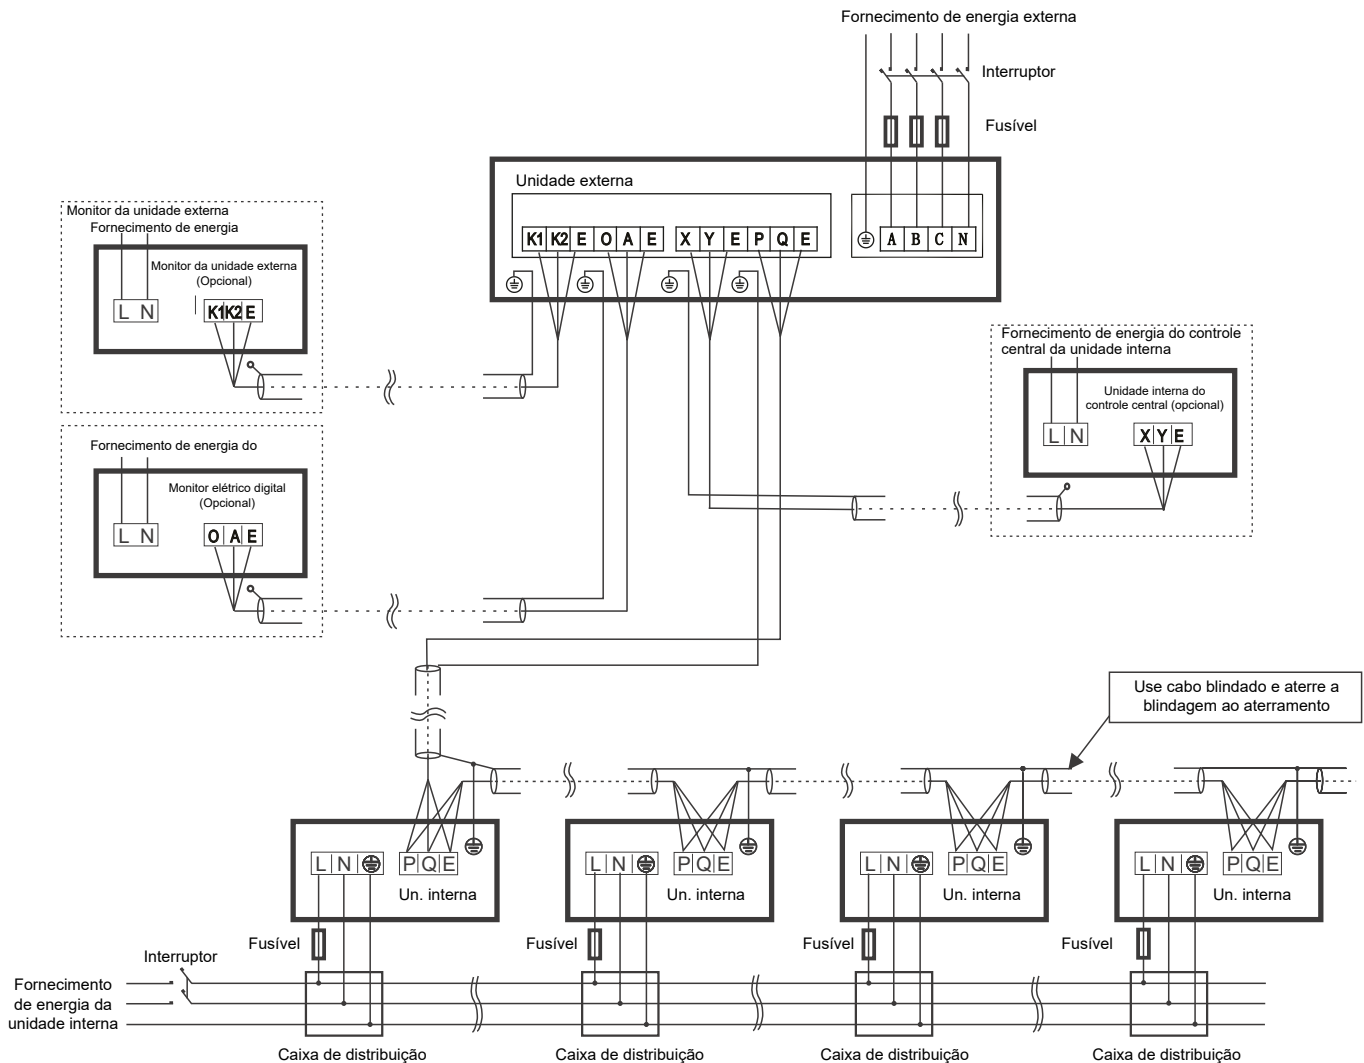 Fornecimento de energia externa
Interruptor
Fusível
Unidade externa
K1 K2 E O A E X Y E P Q E
A B C N
Monitor da unidade externa
Fornecimento de energia
Monitor da unidade externa
(Opcional)
L N
K1 K2 E
Fornecimento de energia do controle
central da unidade interna
Unidade interna do
controle central (opcional)
L N
X Y E
Fornecimento de energia do
Monitor elétrico digital
(Opcional)
L N
O A E
Use cabo blindado e aterre a
blindagem ao aterramento
L N
P Q E
Un. interna
L N
P Q E
Un. interna
L N
P Q E
Un. interna
L N
P Q E
Un. interna
Fusível
Fusível
Fusível
Fusível
Interruptor
Fornecimento
de energia da
unidade interna
Caixa de distribuição
Caixa de distribuição
Caixa de distribuição
Caixa de distribuição